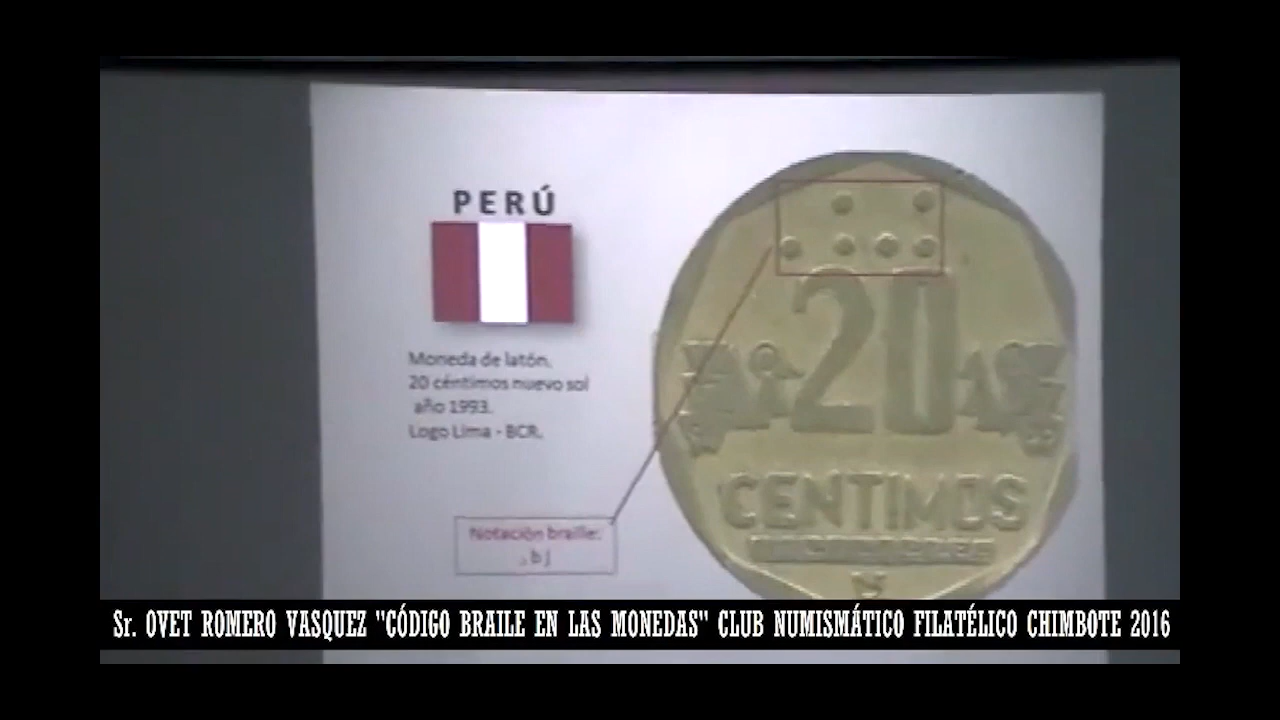 PERÚ
Moneda de latón.
20 céntimos nuevo sol
año 1993.
Logo Lima - BCR.
Notación braille:
, b j
20
CENTIMOS
Sr. OVET ROMERO VASQUEZ "CÓDIGO BRAILE EN LAS MONEDAS" CLUB NUMISMÁTICO FILATÉLICO CHIMBOTE 2016